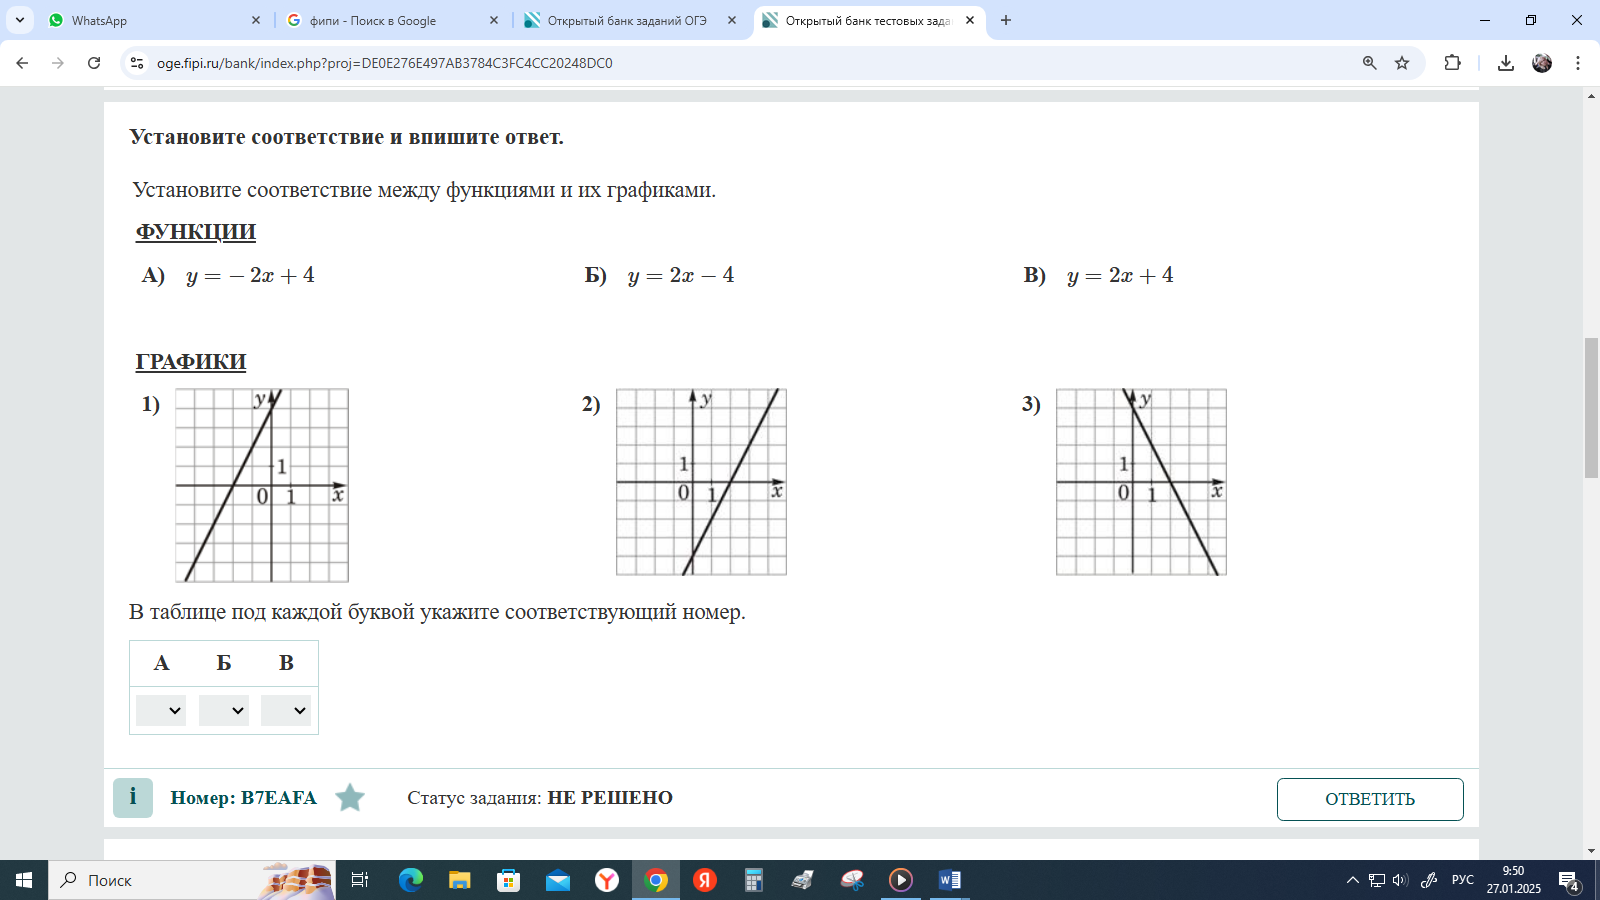 WhatsApp
фипи - Поиск в Google
Открытый банк заданий ОГЭ
Открытый банк тестовых зада
oge.fipi.ru/bank/index.php?proj=DE0E276E497AB3784C3FC4CC20248DC0
Установите соответствие и впишите ответ.
Установите соответствие между функциями и их графиками.
ФУНКЦИИ
А) y = − 2x + 4
Б) y = 2x − 4
В) y = 2x + 4
ГРАФИКИ
1)
y
1
0 1 x
2)
y
1
0 1 x
3)
y
1
0 1 x
В таблице под каждой буквой укажите соответствующий номер.
А Б В
i Номер: B7EAFA Статус задания: НЕ РЕШЕНО ОТВЕТИТЬ
Поиск
РУС
9:50
27.01.2025
4